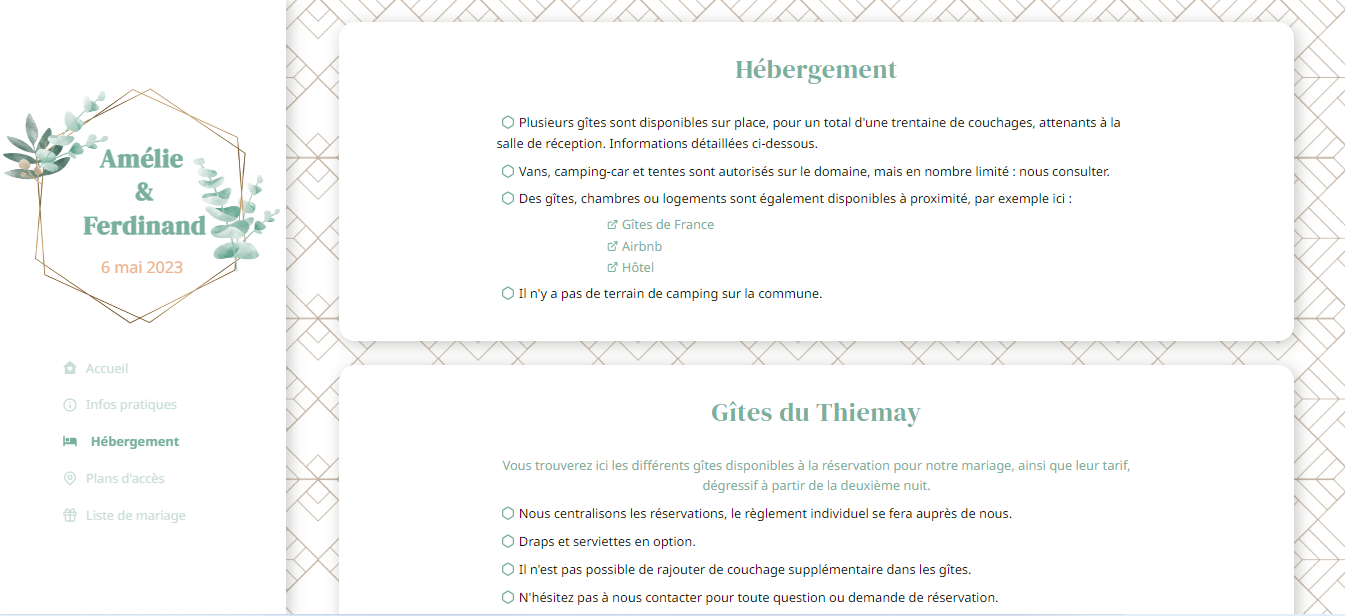 Amélie
&
Ferdinand
6 mai 2023
Accueil
Infos pratiques
Hébergement
Plans d'accès
Liste de mariage
Hébergement
Plusieurs gîtes sont disponibles sur place, pour un total d'une trentaine de couchages, attenants à la
salle de réception. Informations détaillées ci-dessous.
Vans, camping-car et tentes sont autorisés sur le domaine, mais en nombre limité : nous consulter.
Des gîtes, chambres ou logements sont également disponibles à proximité, par exemple ici :
Gîtes de France
Airbnb
Hôtel
Il n'y a pas de terrain de camping sur la commune.
Gîtes du Thiemay
Vous trouverez ici les différents gîtes disponibles à la réservation pour notre mariage, ainsi que leur tarif,
dégressif à partir de la deuxième nuit.
Nous centralisons les réservations, le règlement individuel se fera auprès de nous.
Draps et serviettes en option.
Il n'est pas possible de rajouter de couchage supplémentaire dans les gîtes.
N'hésitez pas à nous contacter pour toute question ou demande de réservation.